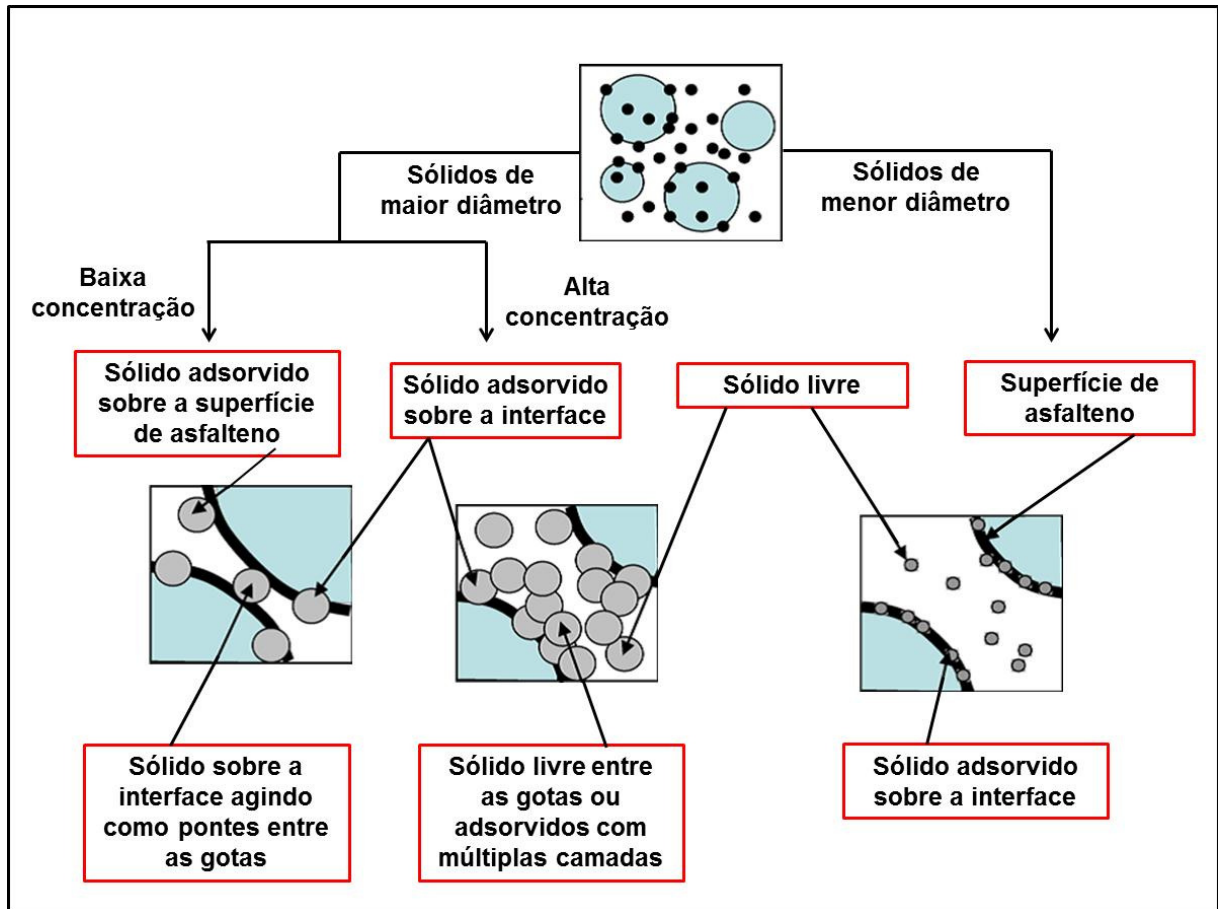 Sólidos de
maior diâmetro
Sólidos de
menor diâmetro
Baixa
concentração
Alta
concentração
Sólido adsorvido
sobre a superfície
de asfalteno
Sólido adsorvido
sobre a interface
Sólido livre
Superfície de
asfalteno
Sólido sobre a
interface agindo
como pontes entre
as gotas
Sólido livre entre
as gotas ou
adsorvidos com
múltiplas camadas
Sólido adsorvido
sobre a interface